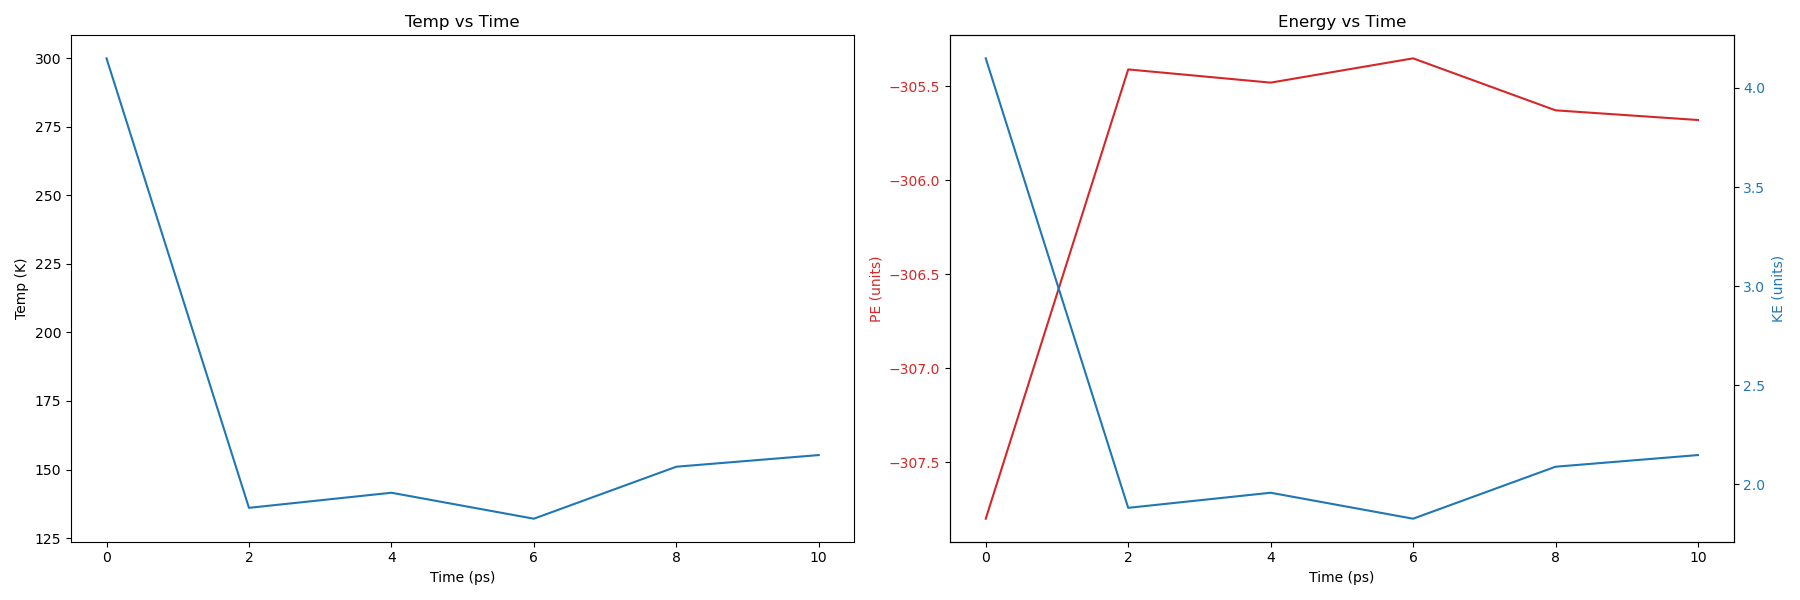 Temp vs Time
300
275
250
225
200
175
150
125
Temp (K)
0 2 4 6 8 10
Time (ps)
Energy vs Time
−305.5
−306.0
−306.5
−307.0
−307.5
PE (units)
4.0
3.5
3.0
2.5
2.0
KE (units)
0 2 4 6 8 10
Time (ps)